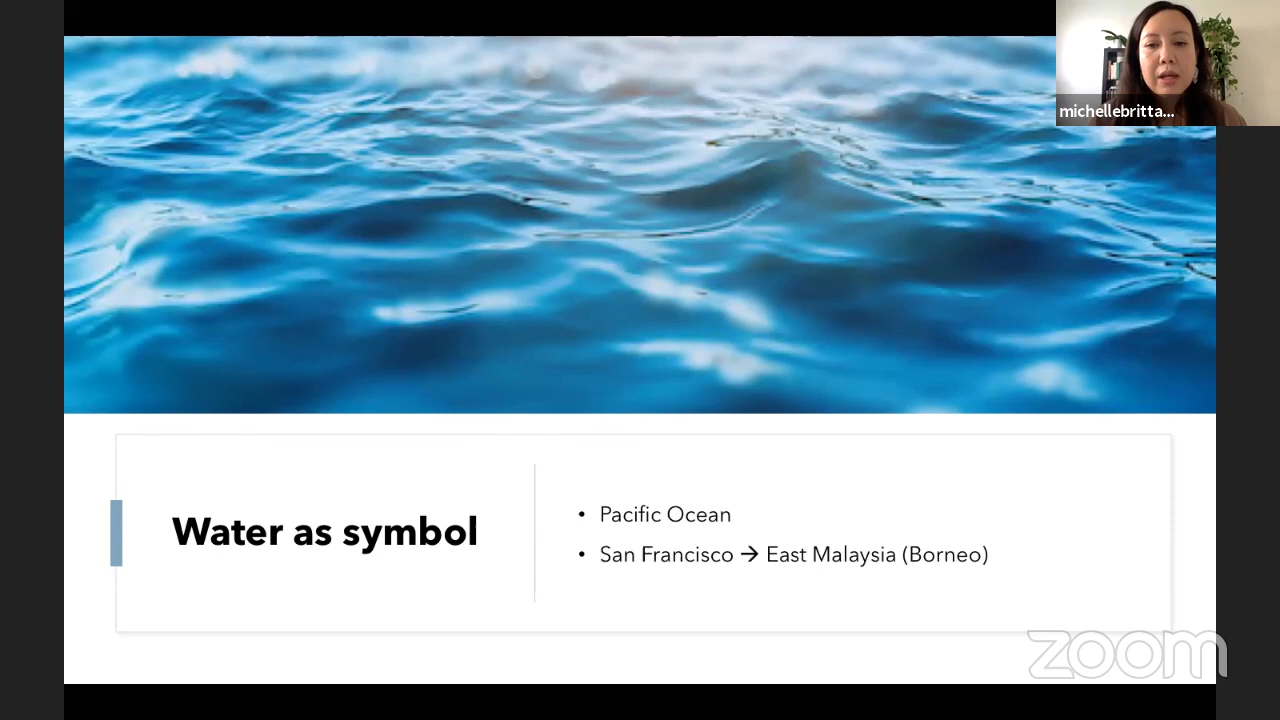 michellebritta...
Water as symbol
• Pacific Ocean
• San Francisco → East Malaysia (Borneo)
zoom